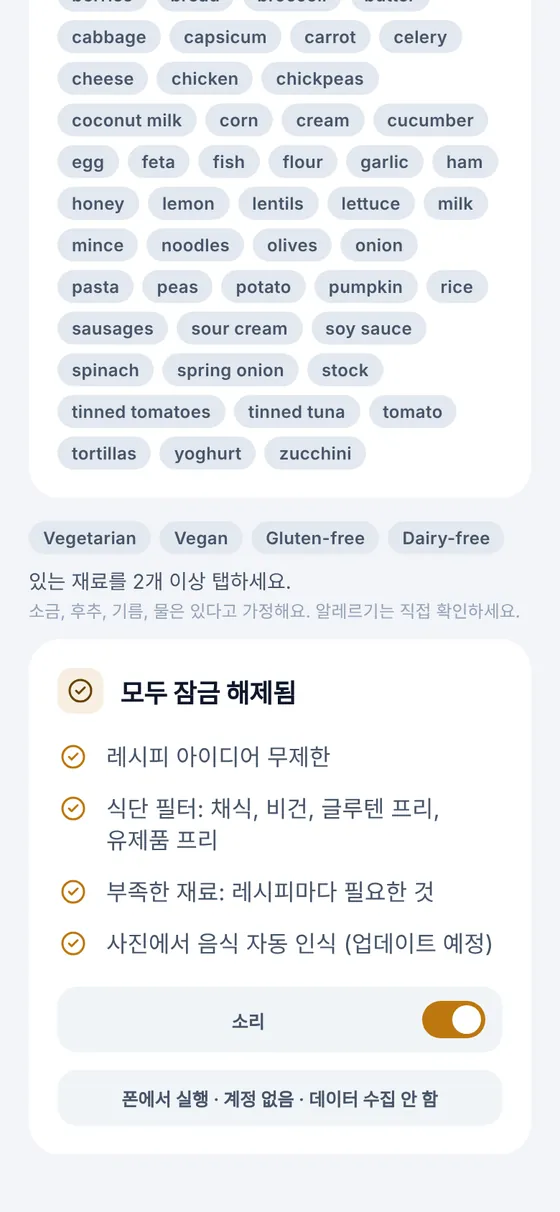 berries bread broccoli butter
cabbage capsicum carrot celery
cheese chicken chickpeas
coconut milk corn cream cucumber
egg feta fish flour garlic ham
honey lemon lentils lettuce milk
mince noodles olives onion
pasta peas potato pumpkin rice
sausages sour cream soy sauce
spinach spring onion stock
tinned tomatoes tinned tuna tomato
tortillas yoghurt zucchini
Vegetarian Vegan Gluten-free Dairy-free
있는 재료를 2개 이상 탭하세요.
소금, 후추, 기름, 물은 있다고 가정해요. 알레르기는 직접 확인하세요.
모두 잠금 해제됨
레시피 아이디어 무제한
식단 필터: 채식, 비건, 글루텐 프리,
유제품 프리
부족한 재료: 레시피마다 필요한 것
사진에서 음식 자동 인식 (업데이트 예정)
소리
폰에서 실행 · 계정 없음 · 데이터 수집 안 함